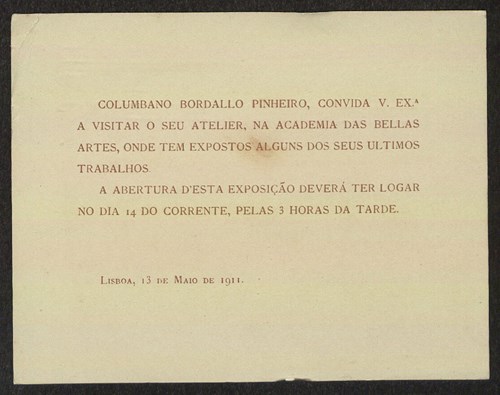 COLUMBANO BORDALLO PINHEIRO, CONVIDA V. EX.ᴬ
A VISITAR O SEU ATELIER, NA ACADEMIA DAS BELLAS
ARTES, ONDE TEM EXPOSTOS ALGUNS DOS SEUS ULTIMOS
TRABALHOS
A ABERTURA D'ESTA EXPOSIÇÃO DEVERÁ TER LOGAR
NO DIA 14 DO CORRENTE, PELAS 3 HORAS DA TARDE.
LISBOA, 13 DE MAIO DE 1911.